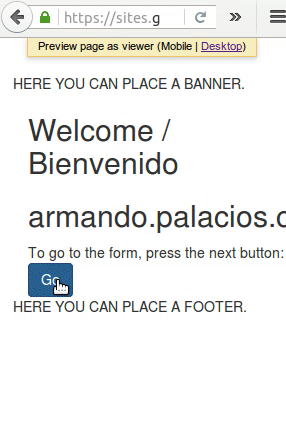 https://sites.g
Preview page as viewer (Mobile | Desktop)
HERE YOU CAN PLACE A BANNER.
Welcome /
Bienvenido
armando.palacios.c
To go to the form, press the next button:
Go
HERE YOU CAN PLACE A FOOTER.